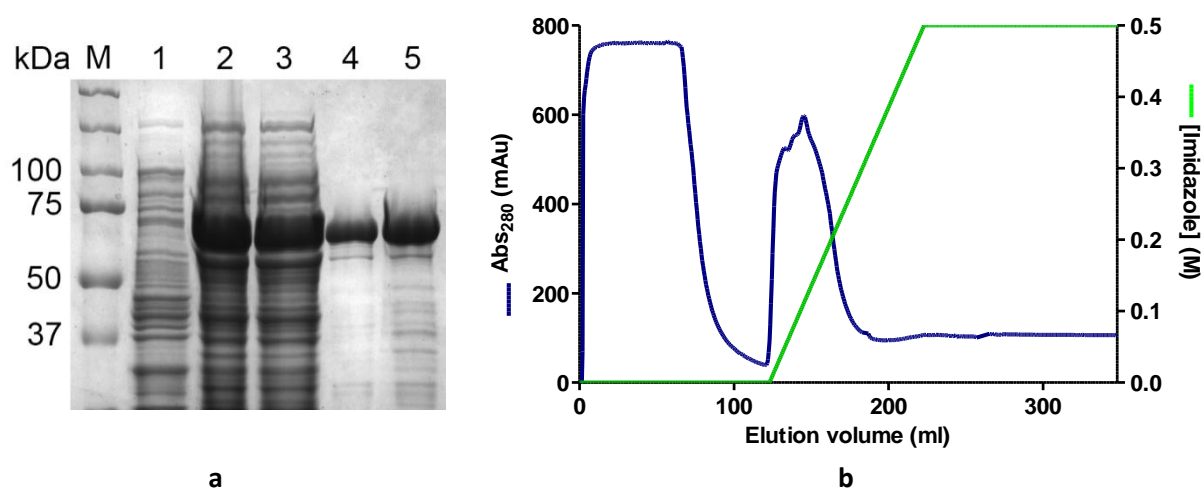 kDa M 1 2 3 4 5
100
75
50
37
a
800
600
400
200
0
Abs280 (mAu)
0 100 200 300
Elution volume (ml)
0.5
0.4
0.3
0.2
0.1
0.0
[Imidazole] (M)
b